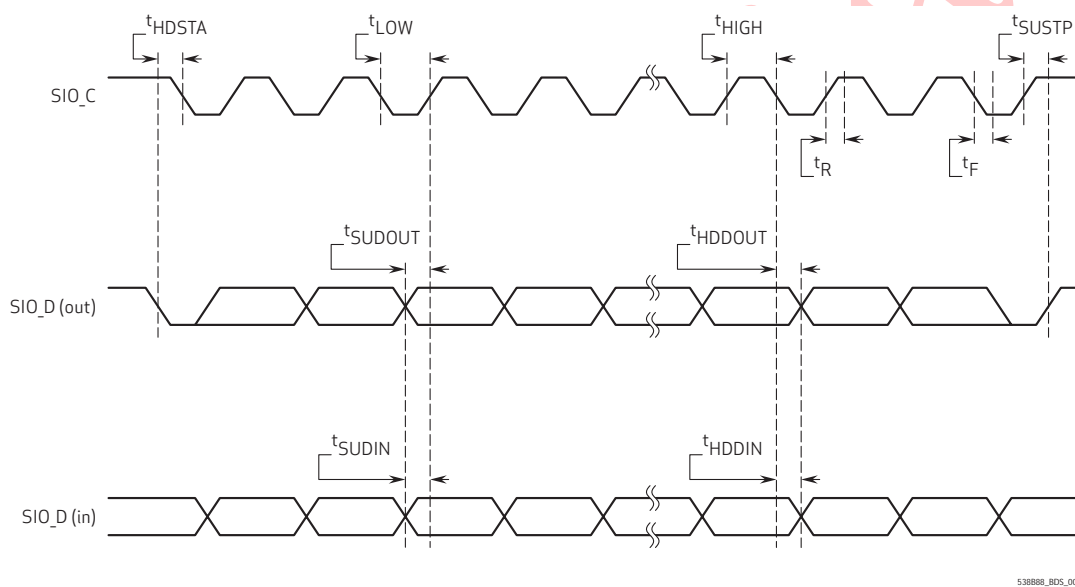 tHDSTA
tLOW
tHIGH
tSUSTP
SIO_C
tR
tF
tSUDOUT
tHDDOUT
SIO_D (out)
tSUDIN
tHDDIN
SIO_D (in)